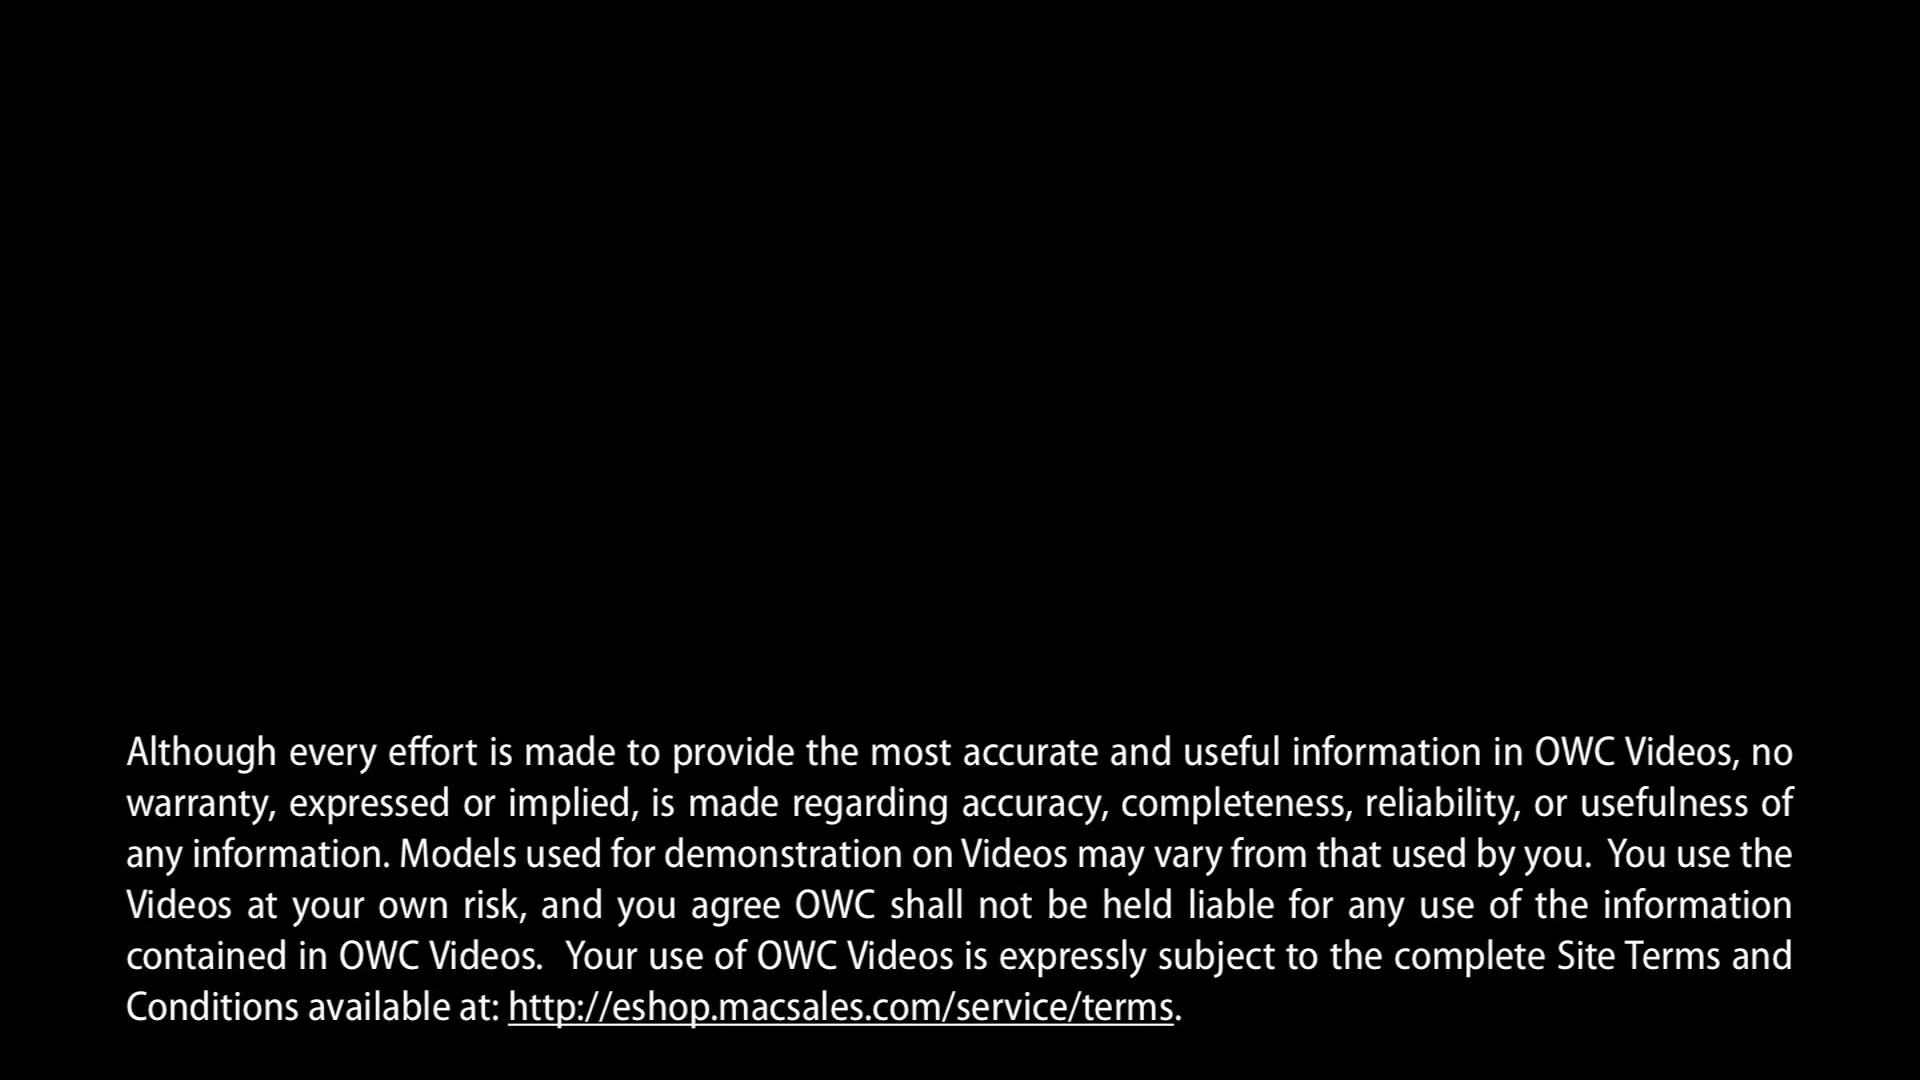 Although every effort is made to provide the most accurate and useful information in OWC Videos, no
warranty, expressed or implied, is made regarding accuracy, completeness, reliability, or usefulness of
any information. Models used for demonstration on Videos may vary from that used by you.  You use the
Videos at your own risk, and you agree OWC shall not be held liable for any use of the information
contained in OWC Videos.  Your use of OWC Videos is expressly subject to the complete Site Terms and
Conditions available at: http://eshop.macsales.com/service/terms.